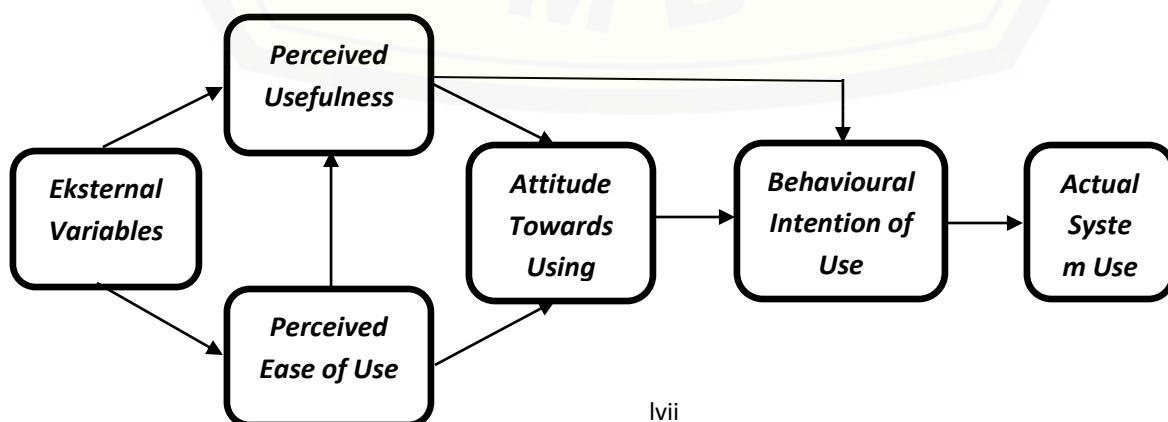 Perceived
Usefulness
Eksternal
Variables
Attitude
Towards
Using
Behavioural
Intention of
Use
Actual
Syste
m Use
Perceived
Ease of Use
lvii